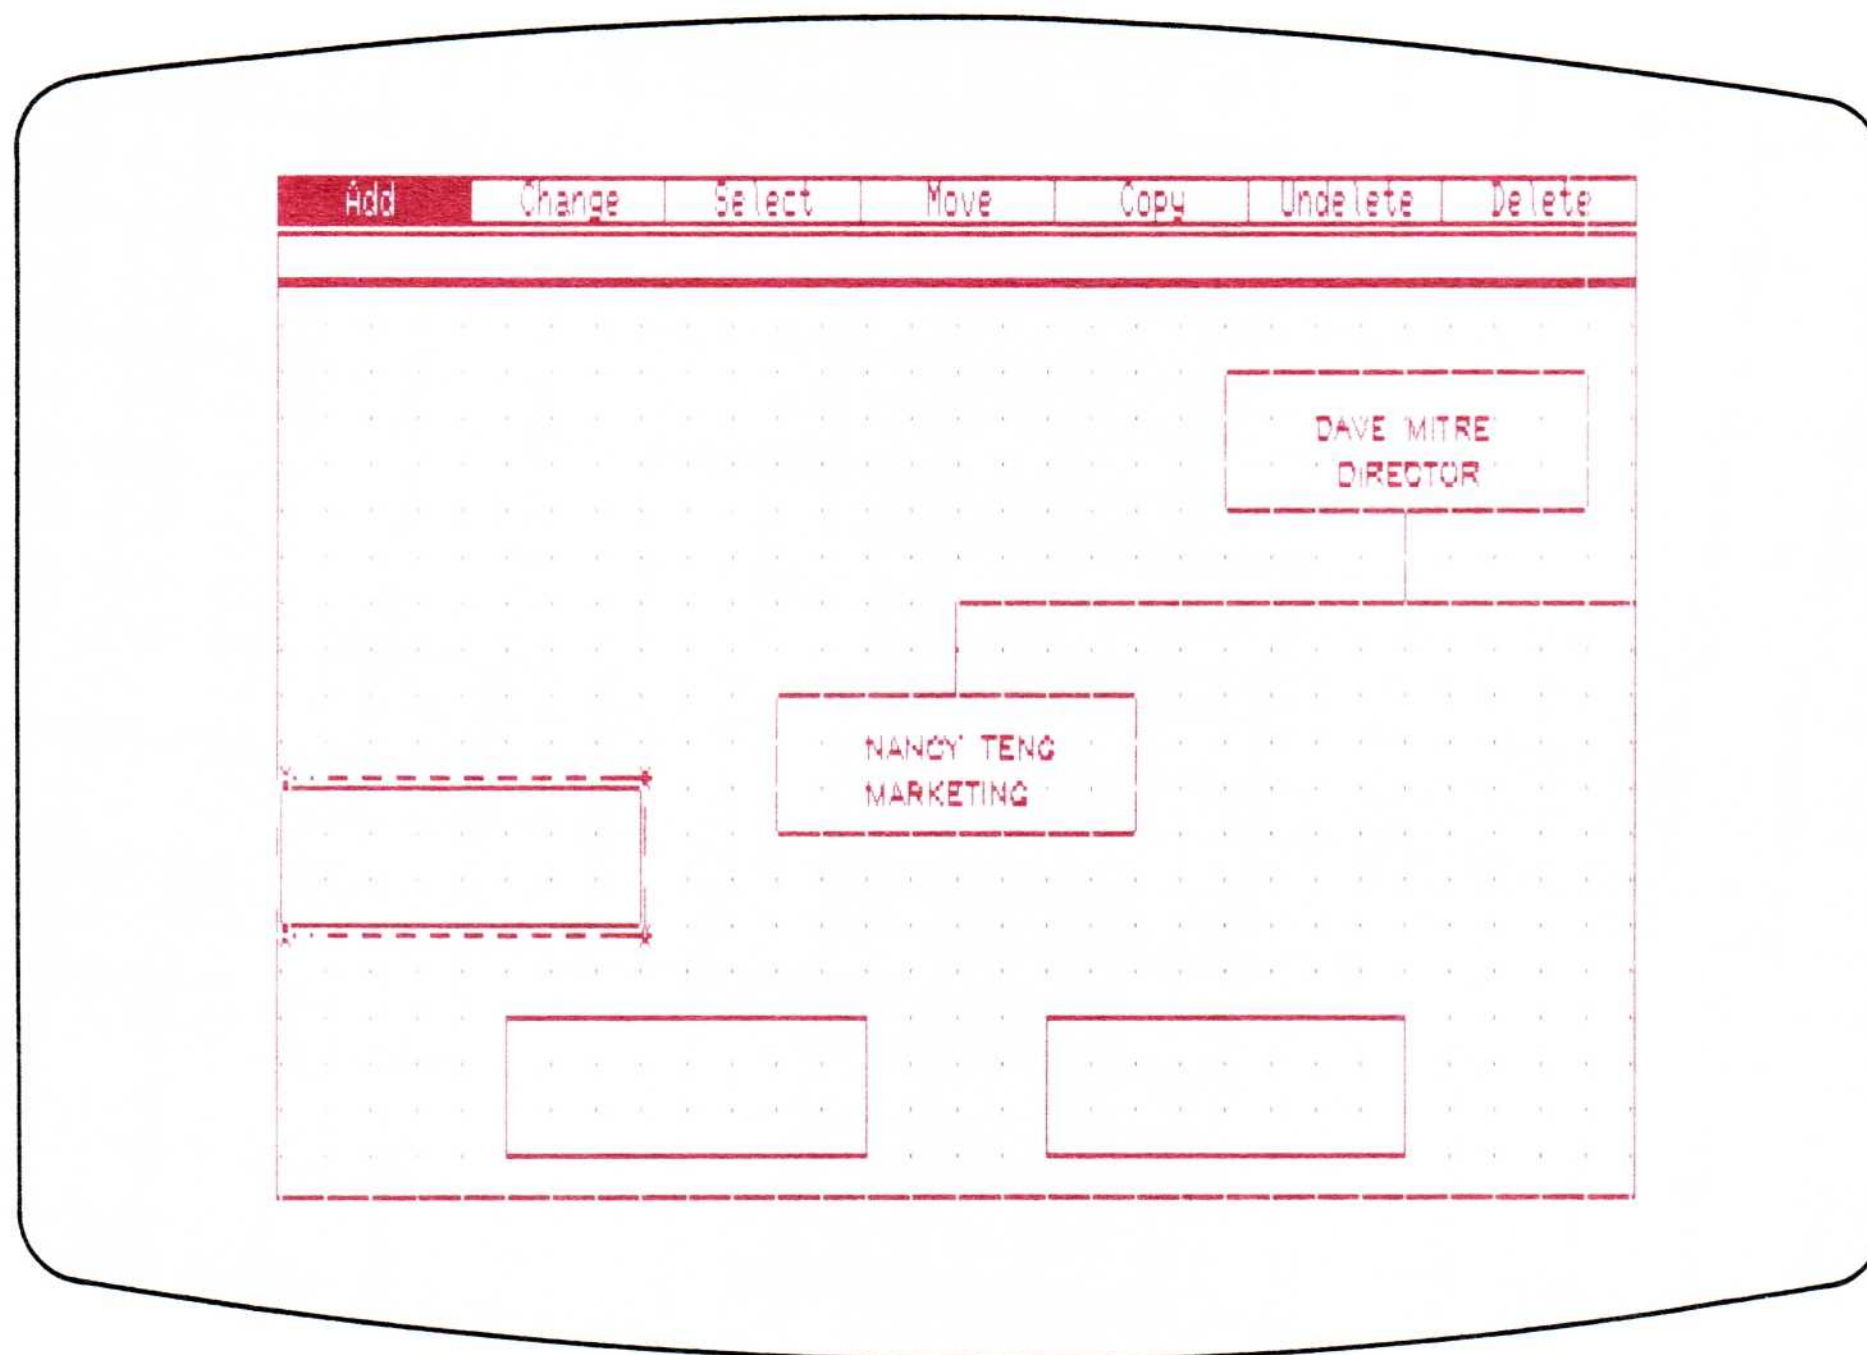 Add Change Select Move Copy Undelete Delete
DAVE MITRE
DIRECTOR
NANCY TENG
MARKETING